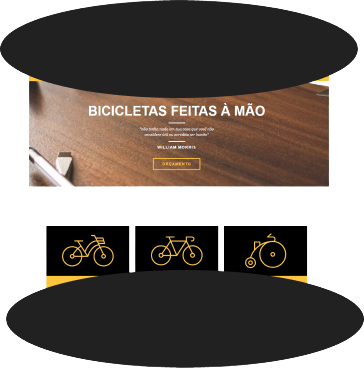 BICICLETAS FEITAS À MÃO
"não tenha nada em sua casa que você não
considere útil ou acredita ser bonito"
WILLIAM MORRIS
ORÇAMENTO